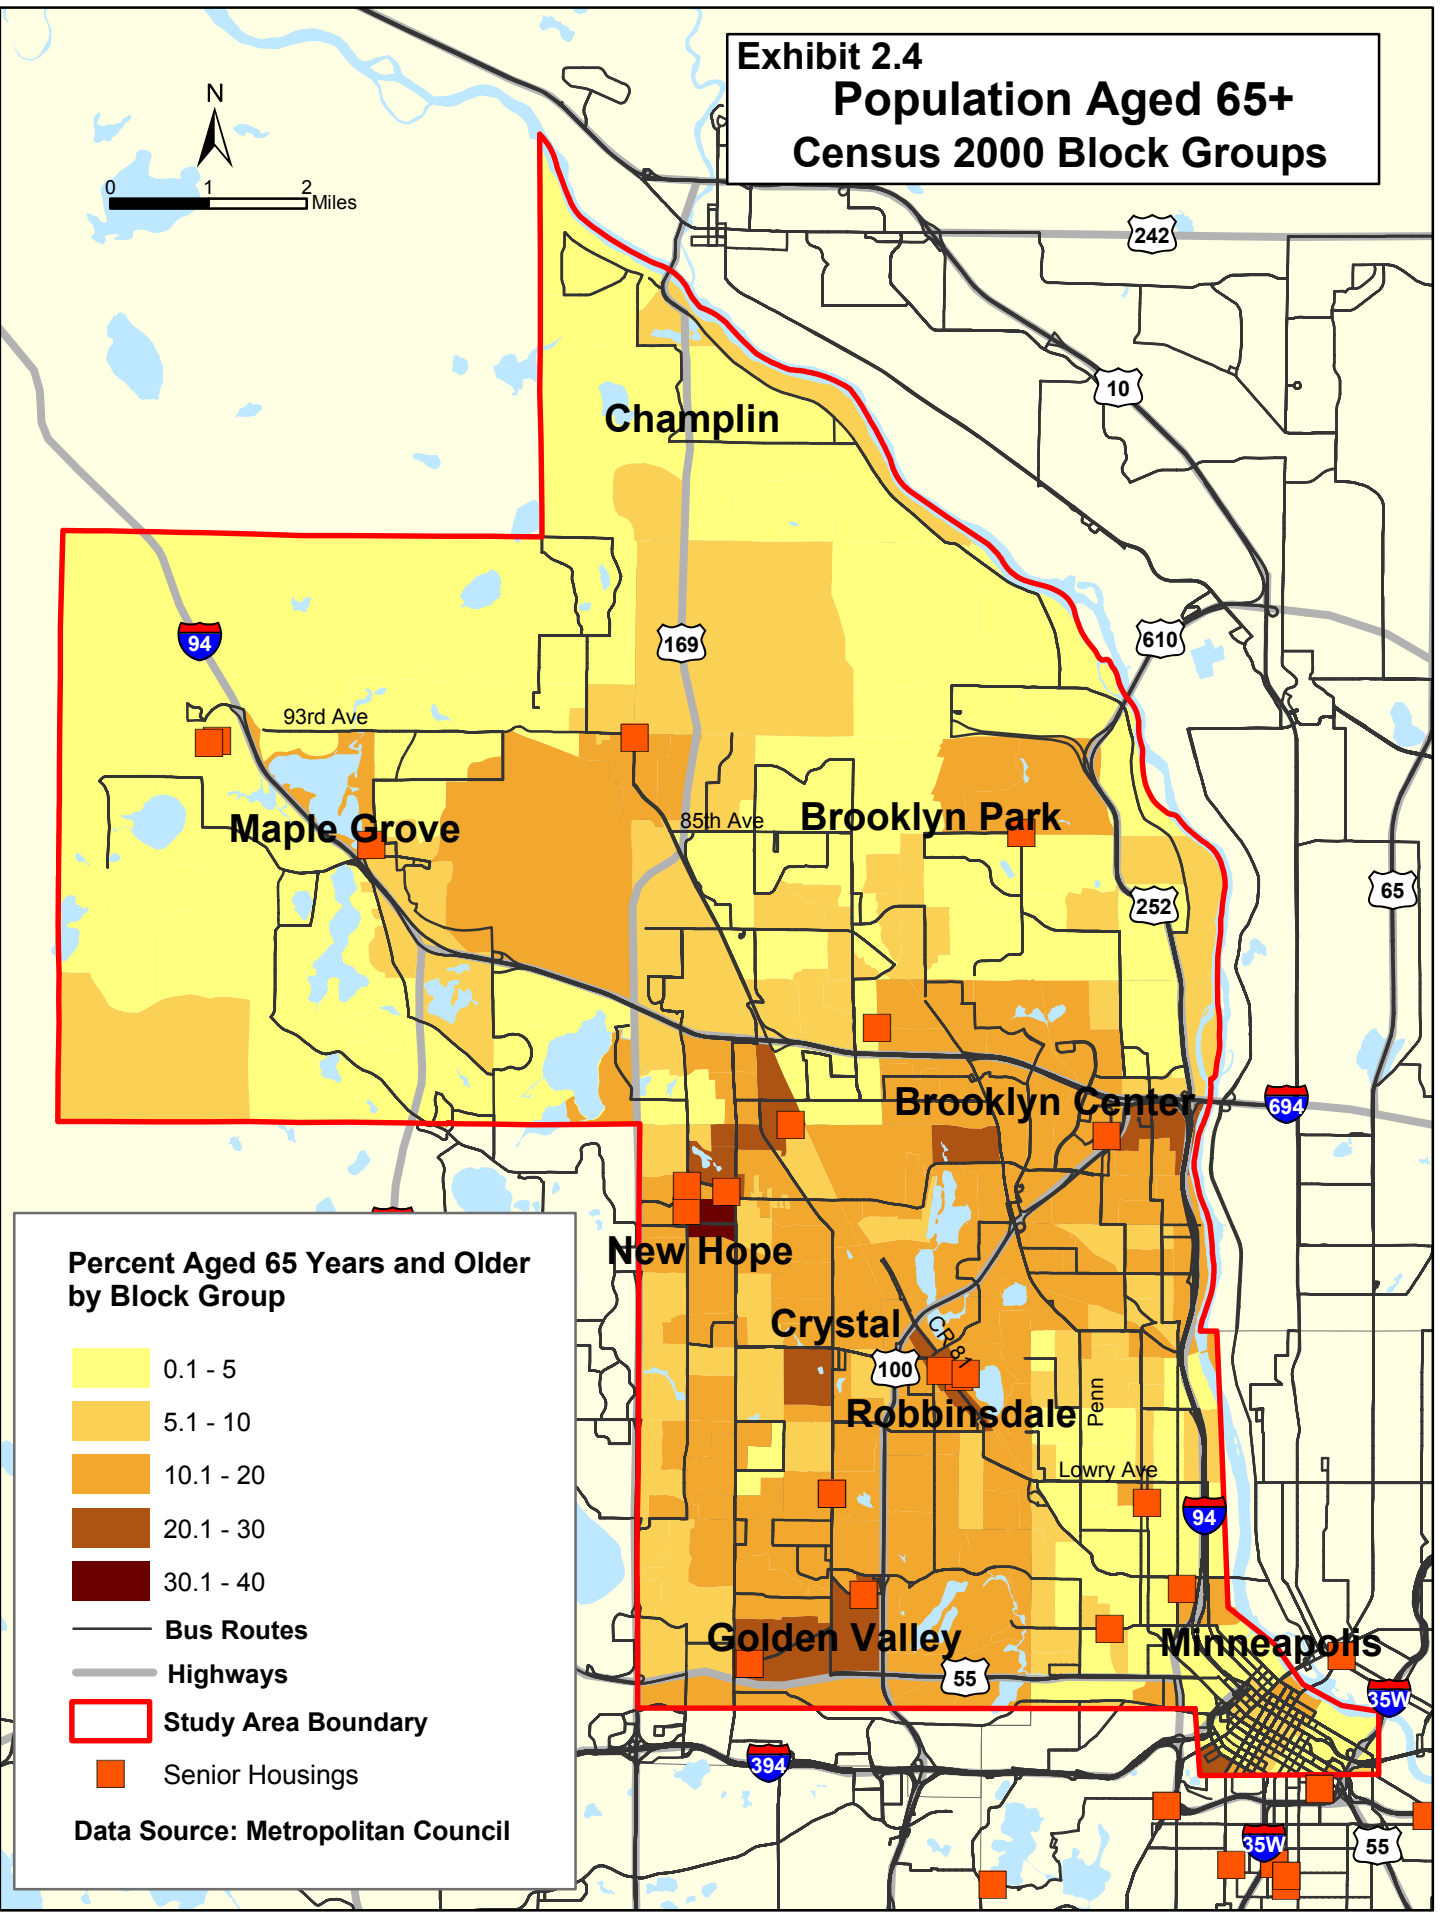 Exhibit 2.4
Population Aged 65+
Census 2000 Block Groups
N
0 1 2
Miles
242
10
Champlin
94
169
610
93rd Ave
85th Ave
Brooklyn Park
Maple Grove
65
252
Brooklyn Center
694
New Hope
Crystal
CR 81
100
Penn
Robbinsdale
Lowry Ave
94
Golden Valley
Minneapolis
55
35W
394
35W
55
Percent Aged 65 Years and Older
by Block Group
0.1 - 5
5.1 - 10
10.1 - 20
20.1 - 30
30.1 - 40
Bus Routes
Highways
Study Area Boundary
Senior Housings
Data Source: Metropolitan Council